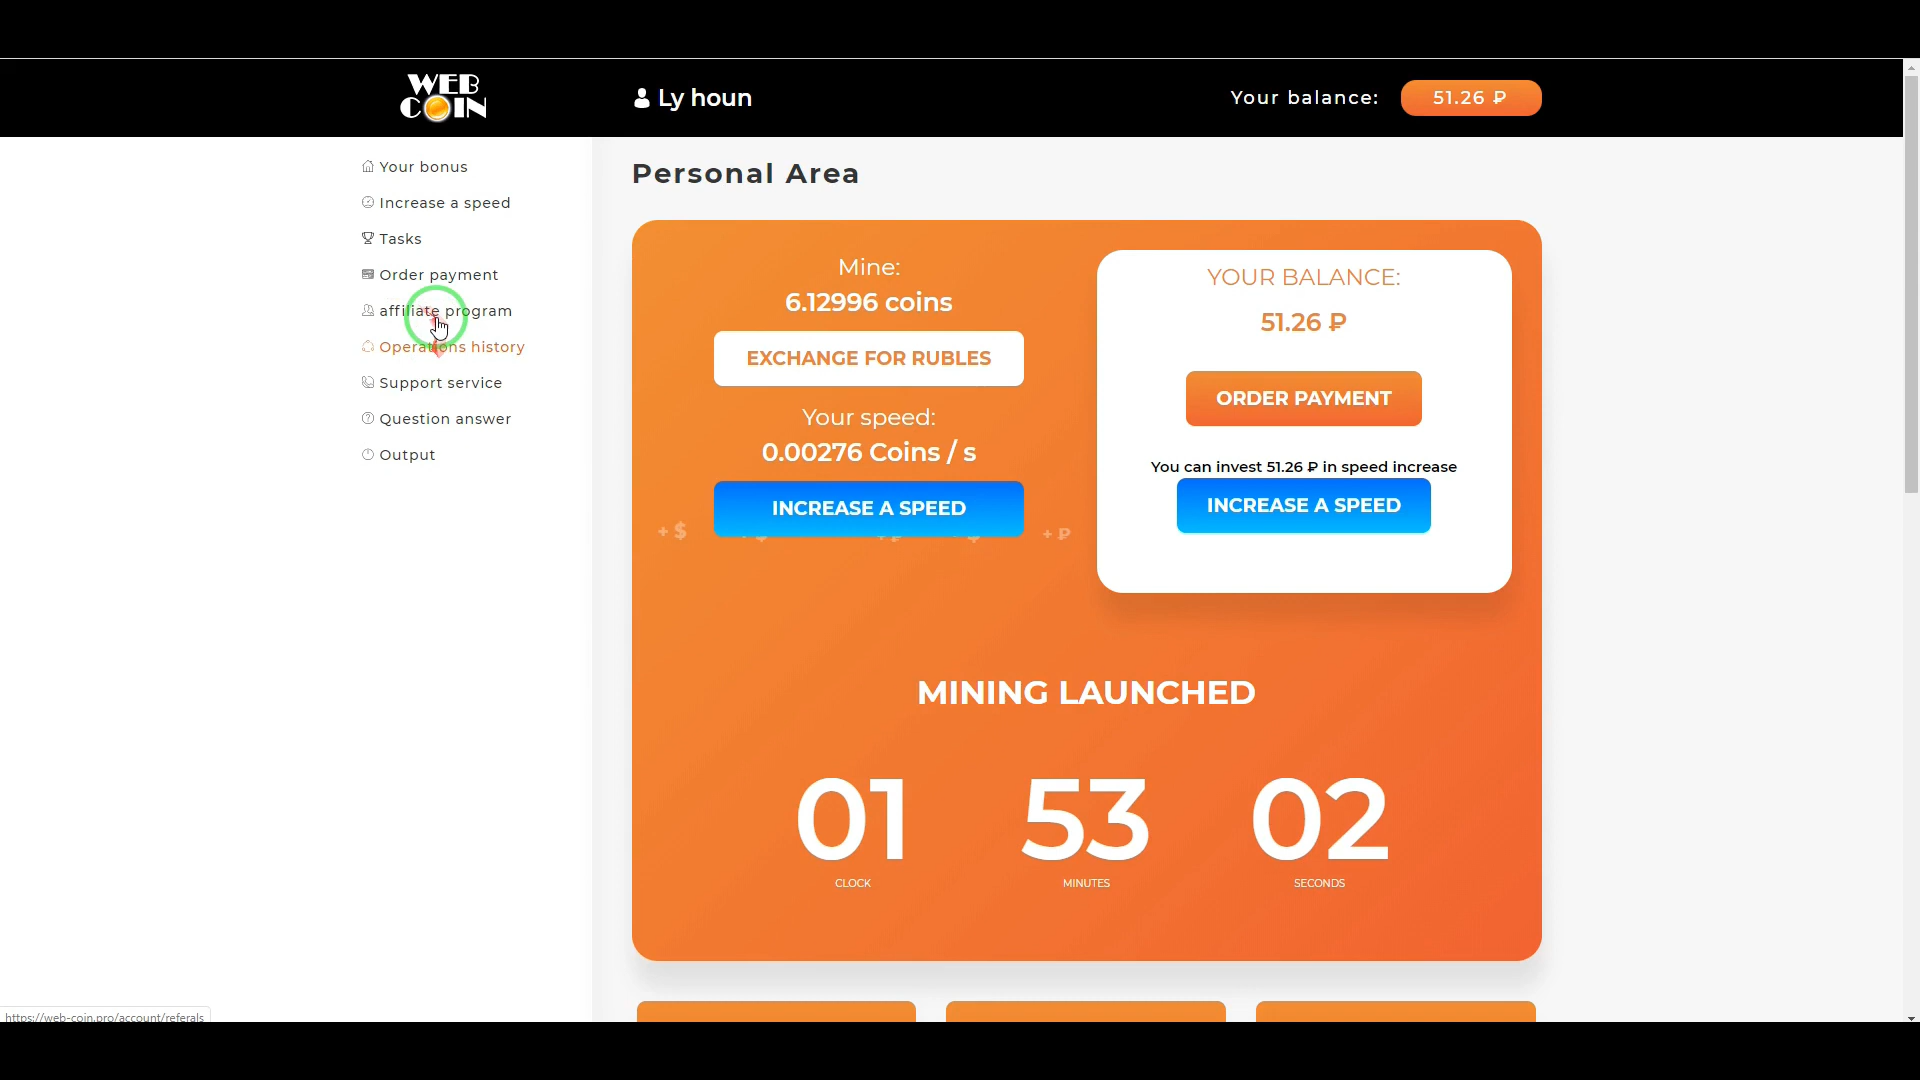 WEB
COIN
Ly houn
Your balance:
51.26 ₽
Your bonus
Increase a speed
Tasks
Order payment
affiliate program
Operations history
Support service
Question answer
Output
Personal Area
Mine:
6.12996 coins
EXCHANGE FOR RUBLES
Your speed:
0.00276 Coins / s
INCREASE A SPEED
+ $
+ $
+ ₽
+ $
+ ₽
YOUR BALANCE:
51.26 ₽
ORDER PAYMENT
You can invest 51.26 ₽ in speed increase
INCREASE A SPEED
MINING LAUNCHED
01
53
02
CLOCK
MINUTES
SECONDS
https://web-coin.pro/account/referals